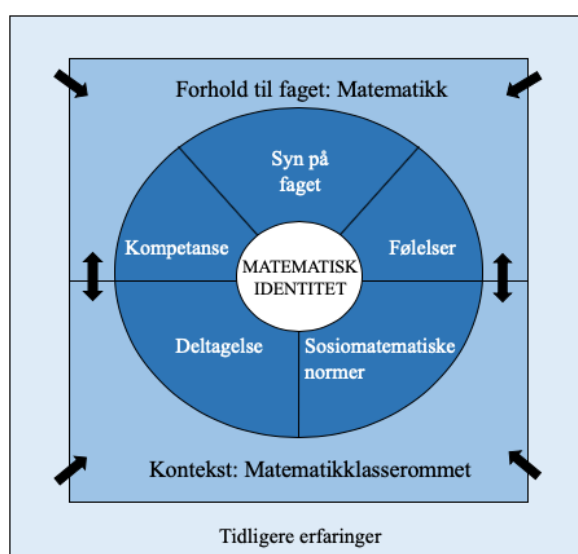 Forhold til faget: Matematikk
Syn på
faget
Kompetanse
Følelser
MATEMATISK
IDENTITET
Deltagelse
Sosiomatematiske
normer
Kontekst: Matematikklasserommet
Tidligere erfaringer